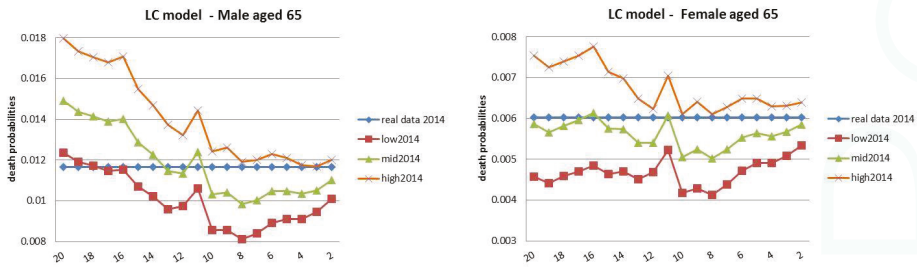 LC model - Male aged 65
death probabilities
0.018
0.016
0.014
0.012
0.01
0.008
20 18 16 14 12 10 8 6 4 2
real data 2014
low2014
mid2014
high2014
LC model - Female aged 65
death probabilities
0.008
0.007
0.006
0.005
0.004
0.003
20 18 16 14 12 10 8 6 4 2
real data 2014
low2014
mid2014
high2014